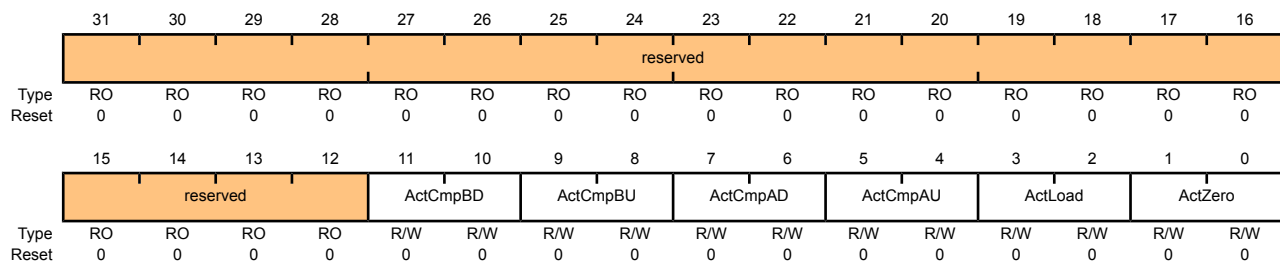 31 30 29 28 27 26 25 24 23 22 21 20 19 18 17 16
reserved
Type RO RO RO RO RO RO RO RO RO RO RO RO RO RO RO RO
Reset 0 0 0 0 0 0 0 0 0 0 0 0 0 0 0 0
15 14 13 12 11 10 9 8 7 6 5 4 3 2 1 0
reserved ActCmpBD ActCmpBU ActCmpAD ActCmpAU ActLoad ActZero
Type RO RO RO RO R/W R/W R/W R/W R/W R/W R/W R/W R/W R/W R/W R/W
Reset 0 0 0 0 0 0 0 0 0 0 0 0 0 0 0 0